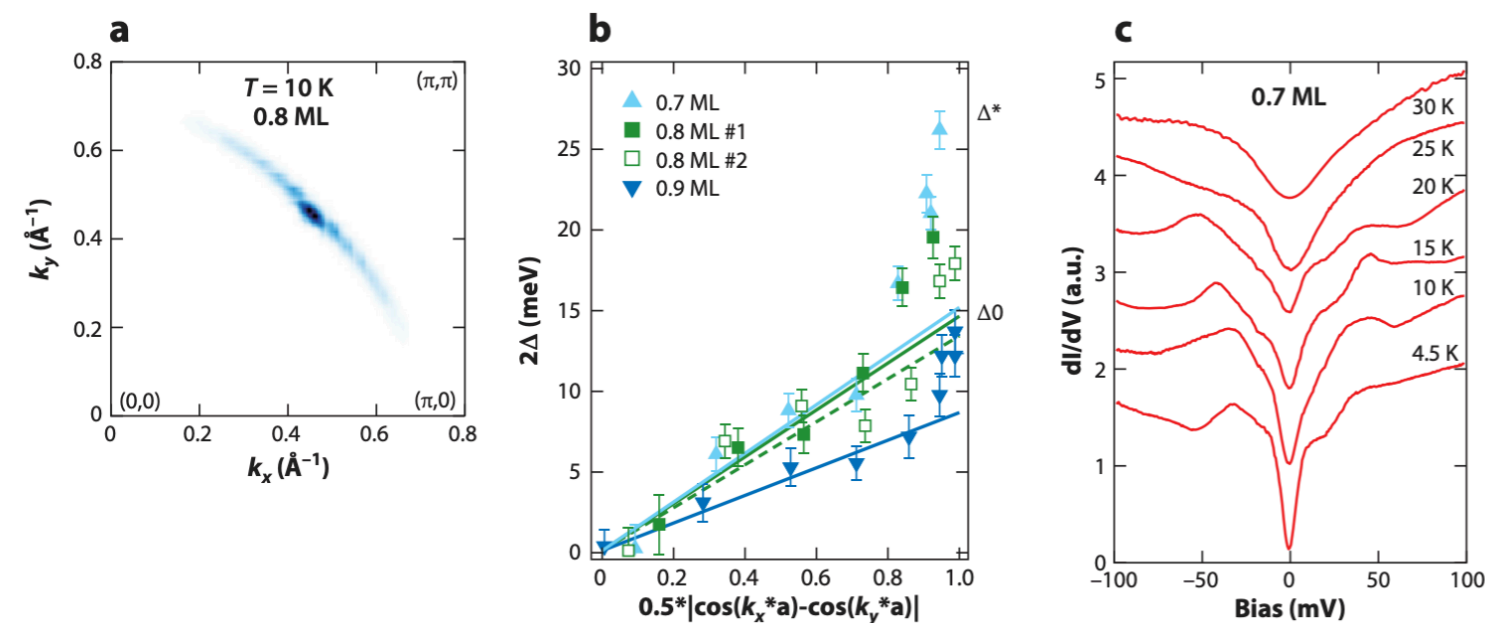 a
T = 10 K
0.8 ML
(π,π)
(0,0)
(π,0)
0.8
0.6
0.4
0.2
0
0
0.2
0.4
0.6
0.8
ky (Å−1)
kx (Å−1)
b
0.7 ML
0.8 ML #1
0.8 ML #2
0.9 ML
Δ*
Δ0
30
25
20
15
10
5
0
0
0.2
0.4
0.6
0.8
1.0
2Δ (meV)
0.5*|cos(kx*a)-cos(ky*a)|
c
0.7 ML
30 K
25 K
20 K
15 K
10 K
4.5 K
5
4
3
2
1
0
−100
−50
0
50
100
dI/dV (a.u.)
Bias (mV)